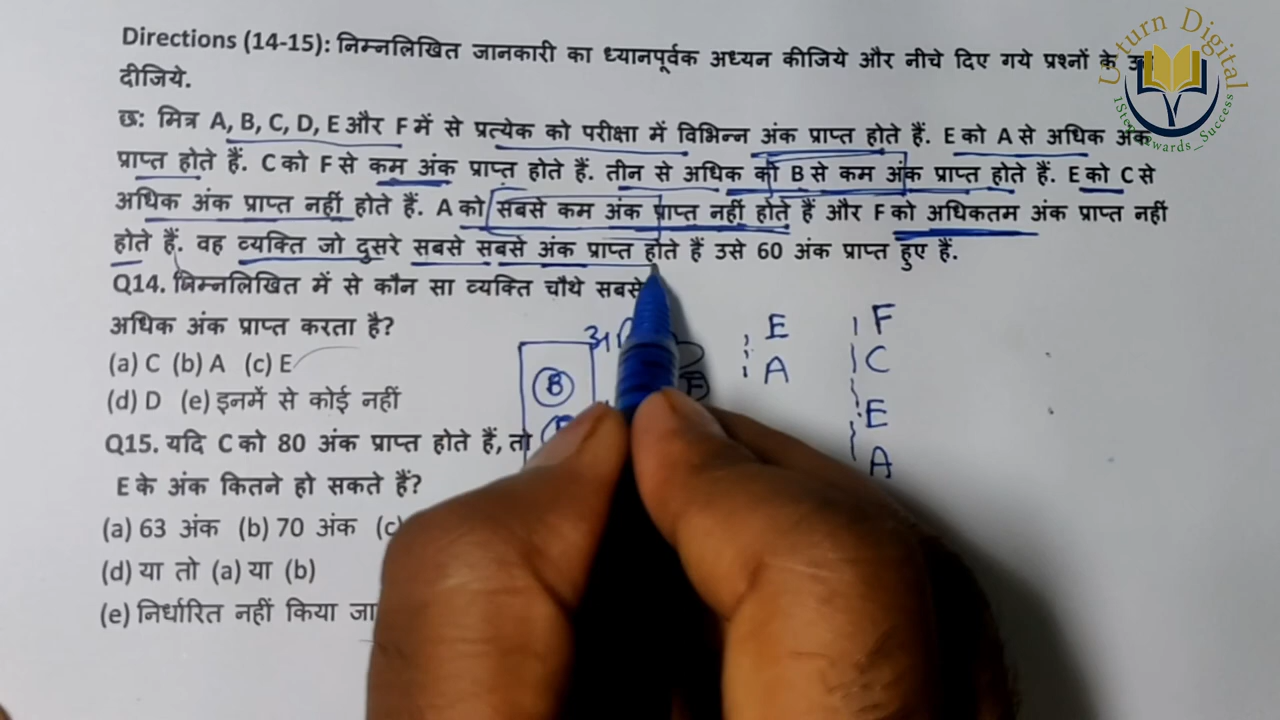 Directions (14-15): निम्नलिखित जानकारी का ध्यानपूर्वक अध्यन कीजिये और नीचे दिए गये प्रश्नों के
दीजिये.
छ: मित्र A, B, C, D, E और F में से प्रत्येक को परीक्षा में विभिन्न अंक प्राप्त होते हैं. E को A से अधिक अंक
प्राप्त होते हैं. C को F से कम अंक प्राप्त होते हैं. तीन से अधिक को B से कम अंक प्राप्त होते हैं. E को C से
अधिक अंक प्राप्त नहीं होते हैं. A को सबसे कम अंक प्राप्त नहीं होते हैं और F को अधिकतम अंक प्राप्त नहीं
होते हैं. वह व्यक्ति जो दुसरे सबसे सबसे अंक प्राप्त होते हैं उसे 60 अंक प्राप्त हुए हैं.
Q14. निम्नलिखित में से कौन सा व्यक्ति चौथे सबसे
अधिक अंक प्राप्त करता है?
(a) C (b) A (c) E
(d) D (e) इनमें से कोई नहीं
Q15. यदि C को 80 अंक प्राप्त होते हैं, तो
E के अंक कितने हो सकते हैं?
(a) 63 अंक (b) 70 अंक (c)
(d) या तो (a) या (b)
(e) निर्धारित नहीं किया जा
B
E
A
F
C
E
A
Uturn Digital
1Step_Towards_Success